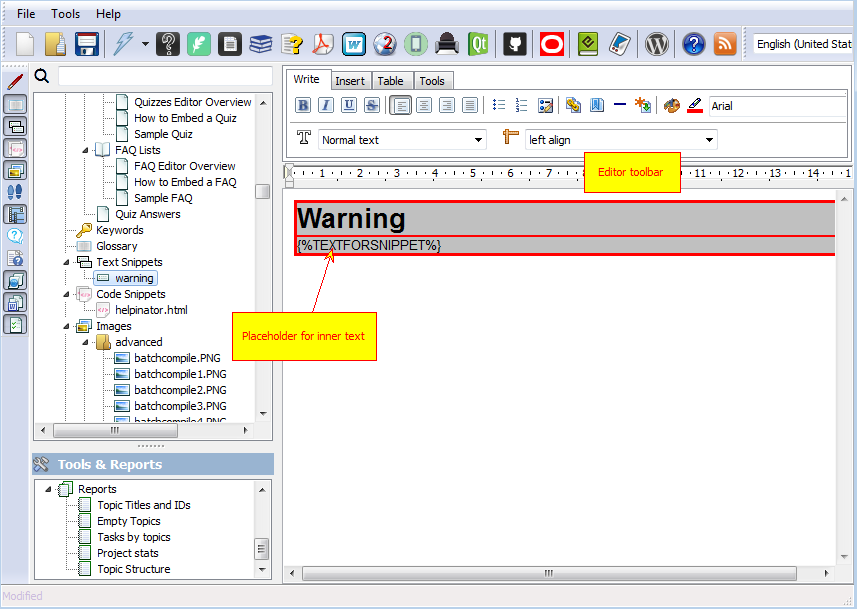 File Tools Help
English (United Stat
Write Insert Table Tools
B I U S
Arial
Normal text
left align
1 2 3 4 5 6 7 8 11 12 13 14
Editor toolbar
Quizzes Editor Overview
How to Embed a Quiz
Sample Quiz
FAQ Lists
FAQ Editor Overview
How to Embed a FAQ
Sample FAQ
Quiz Answers
Keywords
Glossary
Text Snippets
warning
Code Snippets
helpinator.html
Images
advanced
batchcompile.PNG
batchcompile1.PNG
batchcompile2.PNG
batchcompile3.PNG
batchcompile4.PNG
Warning
{%TEXTFORSNIPPET%}
Placeholder for inner text
Tools & Reports
Reports
Topic Titles and IDs
Empty Topics
Tasks by topics
Project stats
Topic Structure
Modified